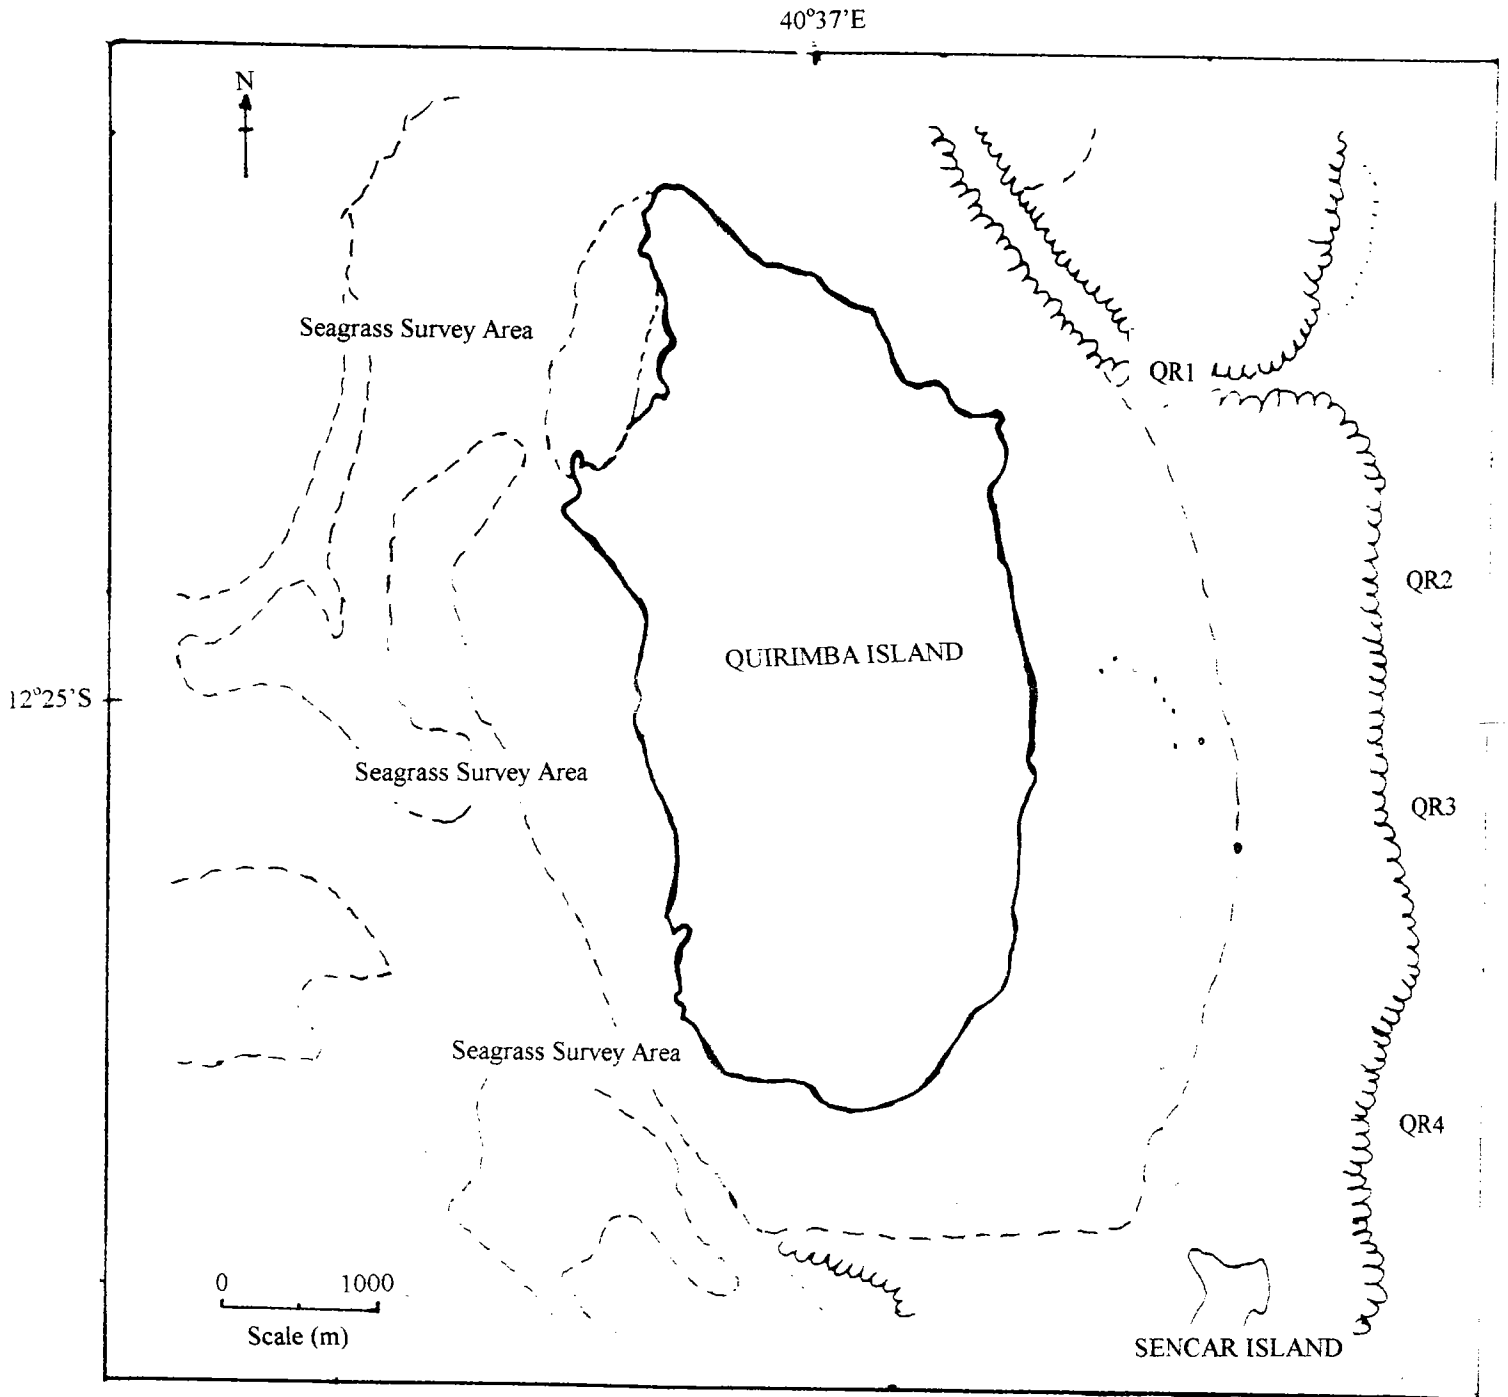 40°37'E
N
Seagrass Survey Area
QR1
QR2
QUIRIMBA ISLAND
12°25'S
Seagrass Survey Area
QR3
Seagrass Survey Area
QR4
0 1000
Scale (m)
SENCAR ISLAND